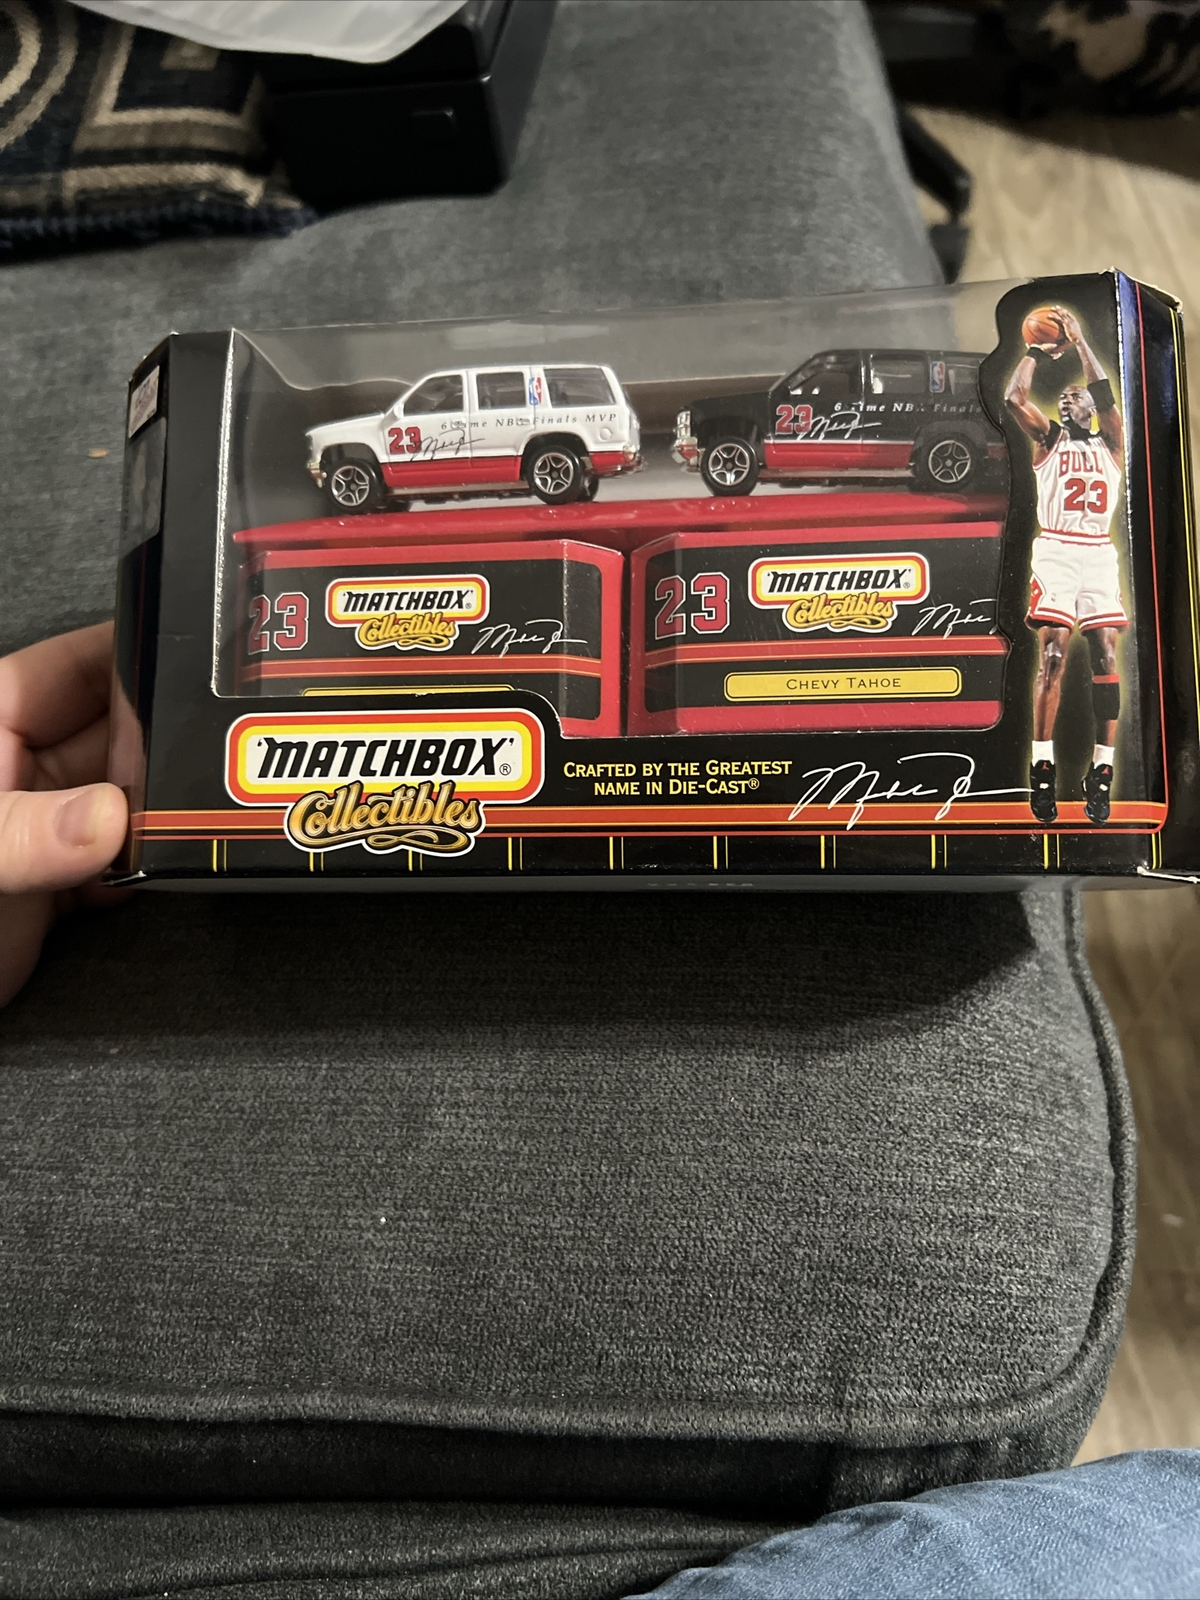 6 Time NBA Finals MVP
23
6 Time NBA Finals
23
BULL
23
23
MATCHBOX®
Collectibles
23
MATCHBOX®
Collectibles
CHEVY TAHOE
'MATCHBOX'®
Collectibles
CRAFTED BY THE GREATEST
NAME IN DIE-CAST®